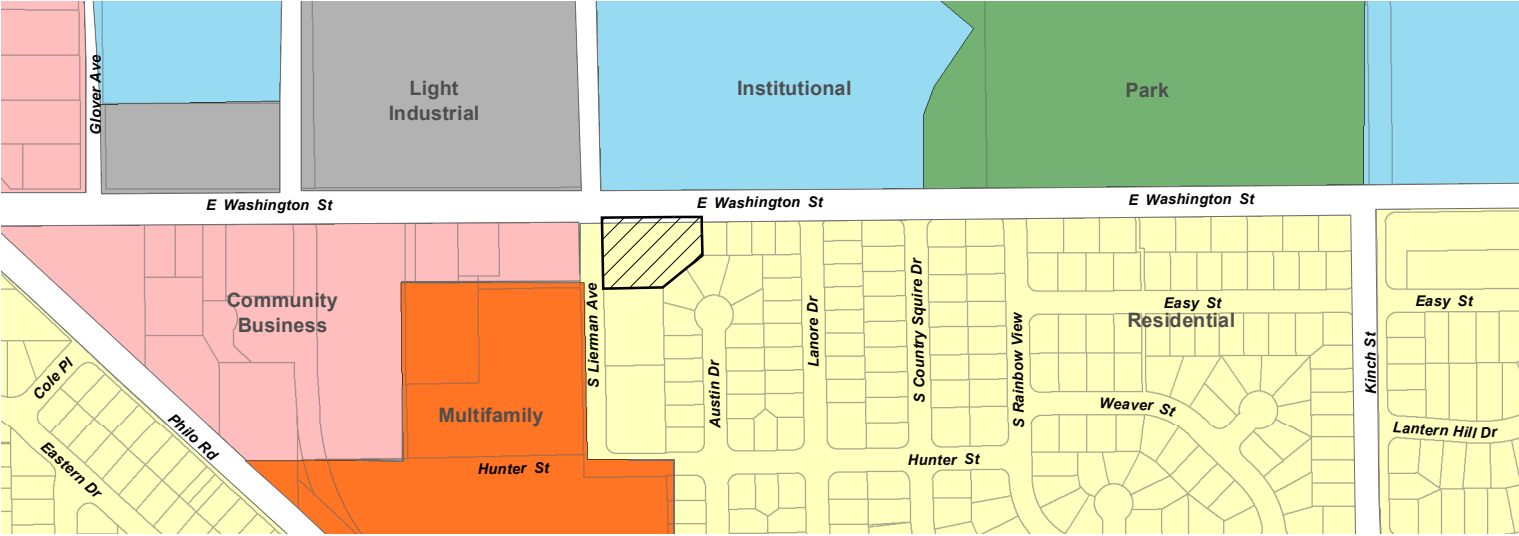 Glover Ave
Light
Industrial
Institutional
Park
E Washington St
E Washington St
E Washington St
Community
Business
S Lierman Ave
Lanore Dr
S Country Squire Dr
Easy St
Easy St
Residential
S Rainbow View
Kinch St
Cole Pl
Philo Rd
Multifamily
Austin Dr
Weaver St
Lantern Hill Dr
Eastern Dr
Hunter St
Hunter St